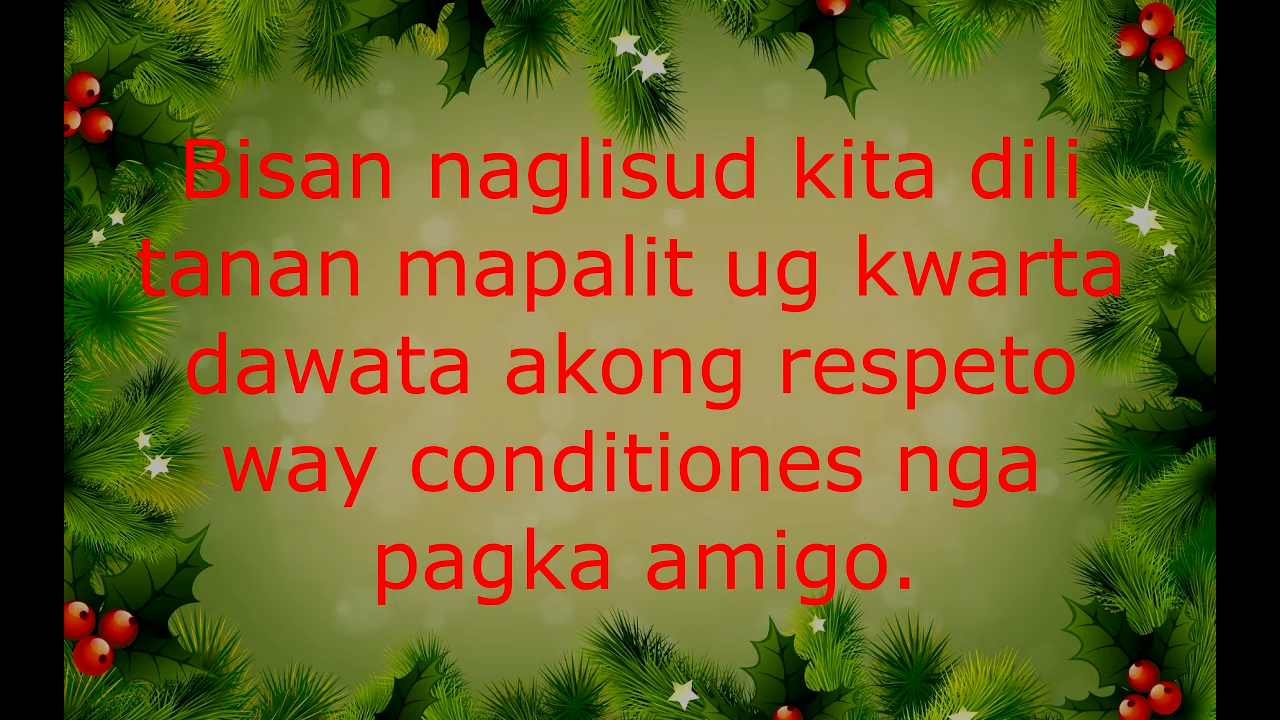 Bisan naglisud kita dili
tanan mapalit ug kwarta
dawata akong respeto
way conditiones nga
pagka amigo.